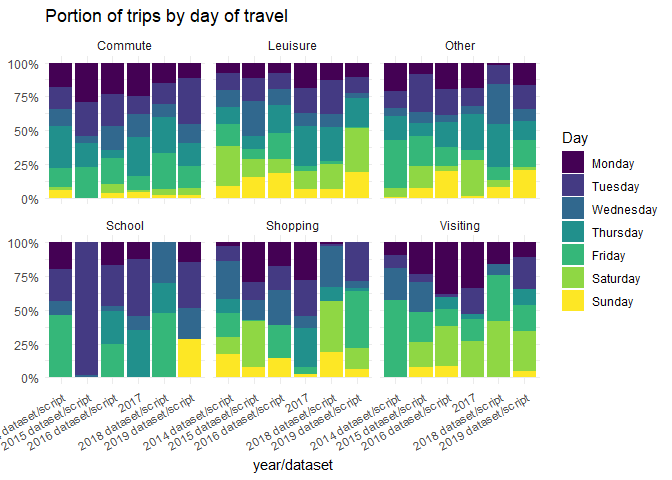 Portion of trips by day of travel
Commute
Leuisure
Other
100%
75%
50%
25%
0%
School
Shopping
Visiting
100%
75%
50%
25%
0%
dataset/script
2015 dataset/script
2016 dataset/script
2017
2018 dataset/script
2019 dataset/script
2014 dataset/script
2015 dataset/script
2016 dataset/script
2017
2018 dataset/script
2019 dataset/script
2014 dataset/script
2015 dataset/script
2016 dataset/script
2017
2018 dataset/script
2019 dataset/script
year/dataset
Day
Monday
Tuesday
Wednesday
Thursday
Friday
Saturday
Sunday